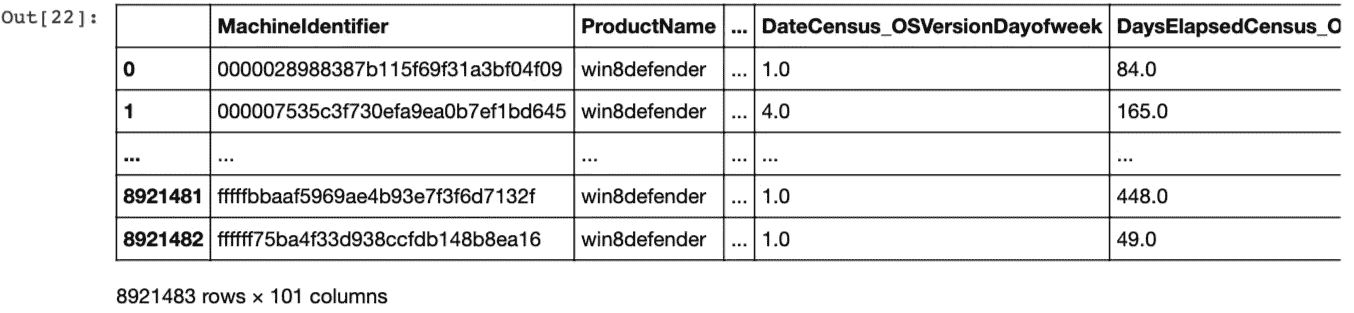 Out[22]:
MachineIdentifier ProductName ... DateCensus_OSVersionDayofweek DaysElapsedCensus_O
0 0000028988387b115f69f31a3bf04f09 win8defender ... 1.0 84.0
1 000007535c3f730efa9ea0b7ef1bd645 win8defender ... 4.0 165.0
... ... ... ... ... ...
8921481 fffffbbaaf5969ae4b93e7f3f6d7132f win8defender ... 1.0 448.0
8921482 ffffff75ba4f33d938ccfdb148b8ea16 win8defender ... 1.0 49.0
8921483 rows × 101 columns